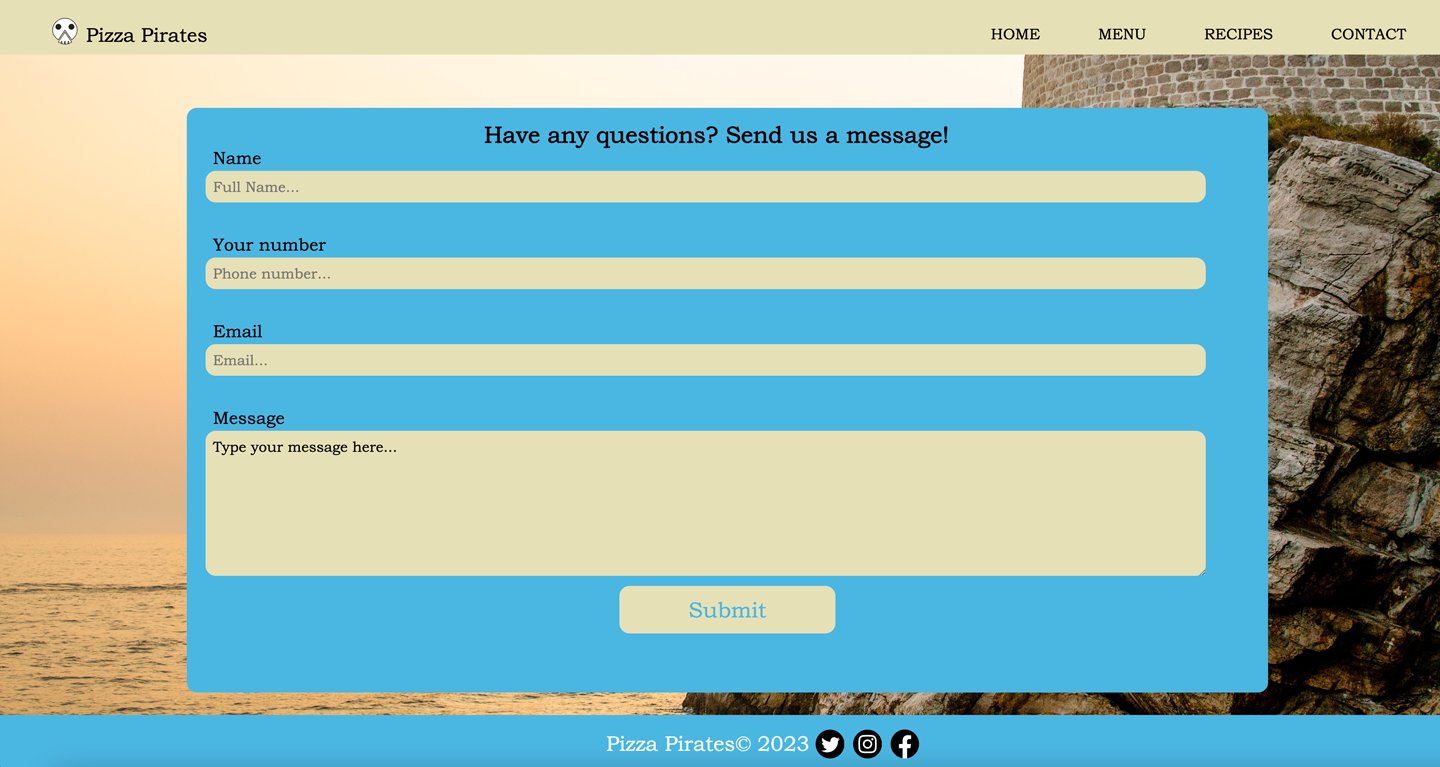 Pizza Pirates HOME MENU RECIPES CONTACT
Have any questions? Send us a message!
Name
Full Name...
Your number
Phone number...
Email
Email...
Message
Type your message here...
Submit
Pizza Pirates© 2023